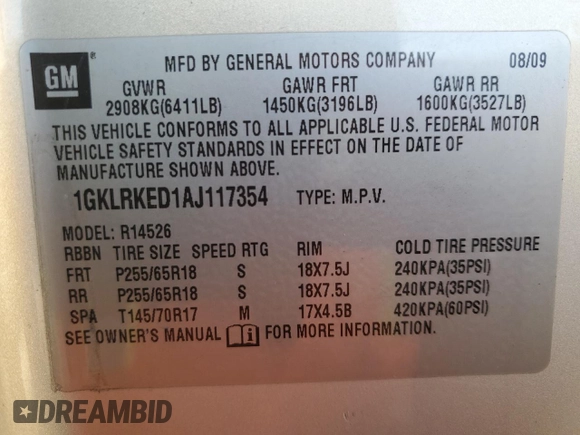 GM
®
MFD BY GENERAL MOTORS COMPANY 08/09
GVWR GAWR FRT GAWR RR
2908KG(6411LB) 1450KG(3196LB) 1600KG(3527LB)
THIS VEHICLE CONFORMS TO ALL APPLICABLE U.S. FEDERAL MOTOR
VEHICLE SAFETY STANDARDS IN EFFECT ON THE DATE OF
MANUFACTURE SHOWN ABOVE.
1GKLRKED1AJ117354 TYPE: M.P.V.
MODEL: R14526
RBBN TIRE SIZE SPEED RTG RIM COLD TIRE PRESSURE
FRT P255/65R18 S 18X7.5J 240KPA(35PSI)
RR P255/65R18 S 18X7.5J 240KPA(35PSI)
SPA T145/70R17 M 17X4.5B 420KPA(60PSI)
SEE OWNER'S MANUAL FOR MORE INFORMATION.
DREAMBID